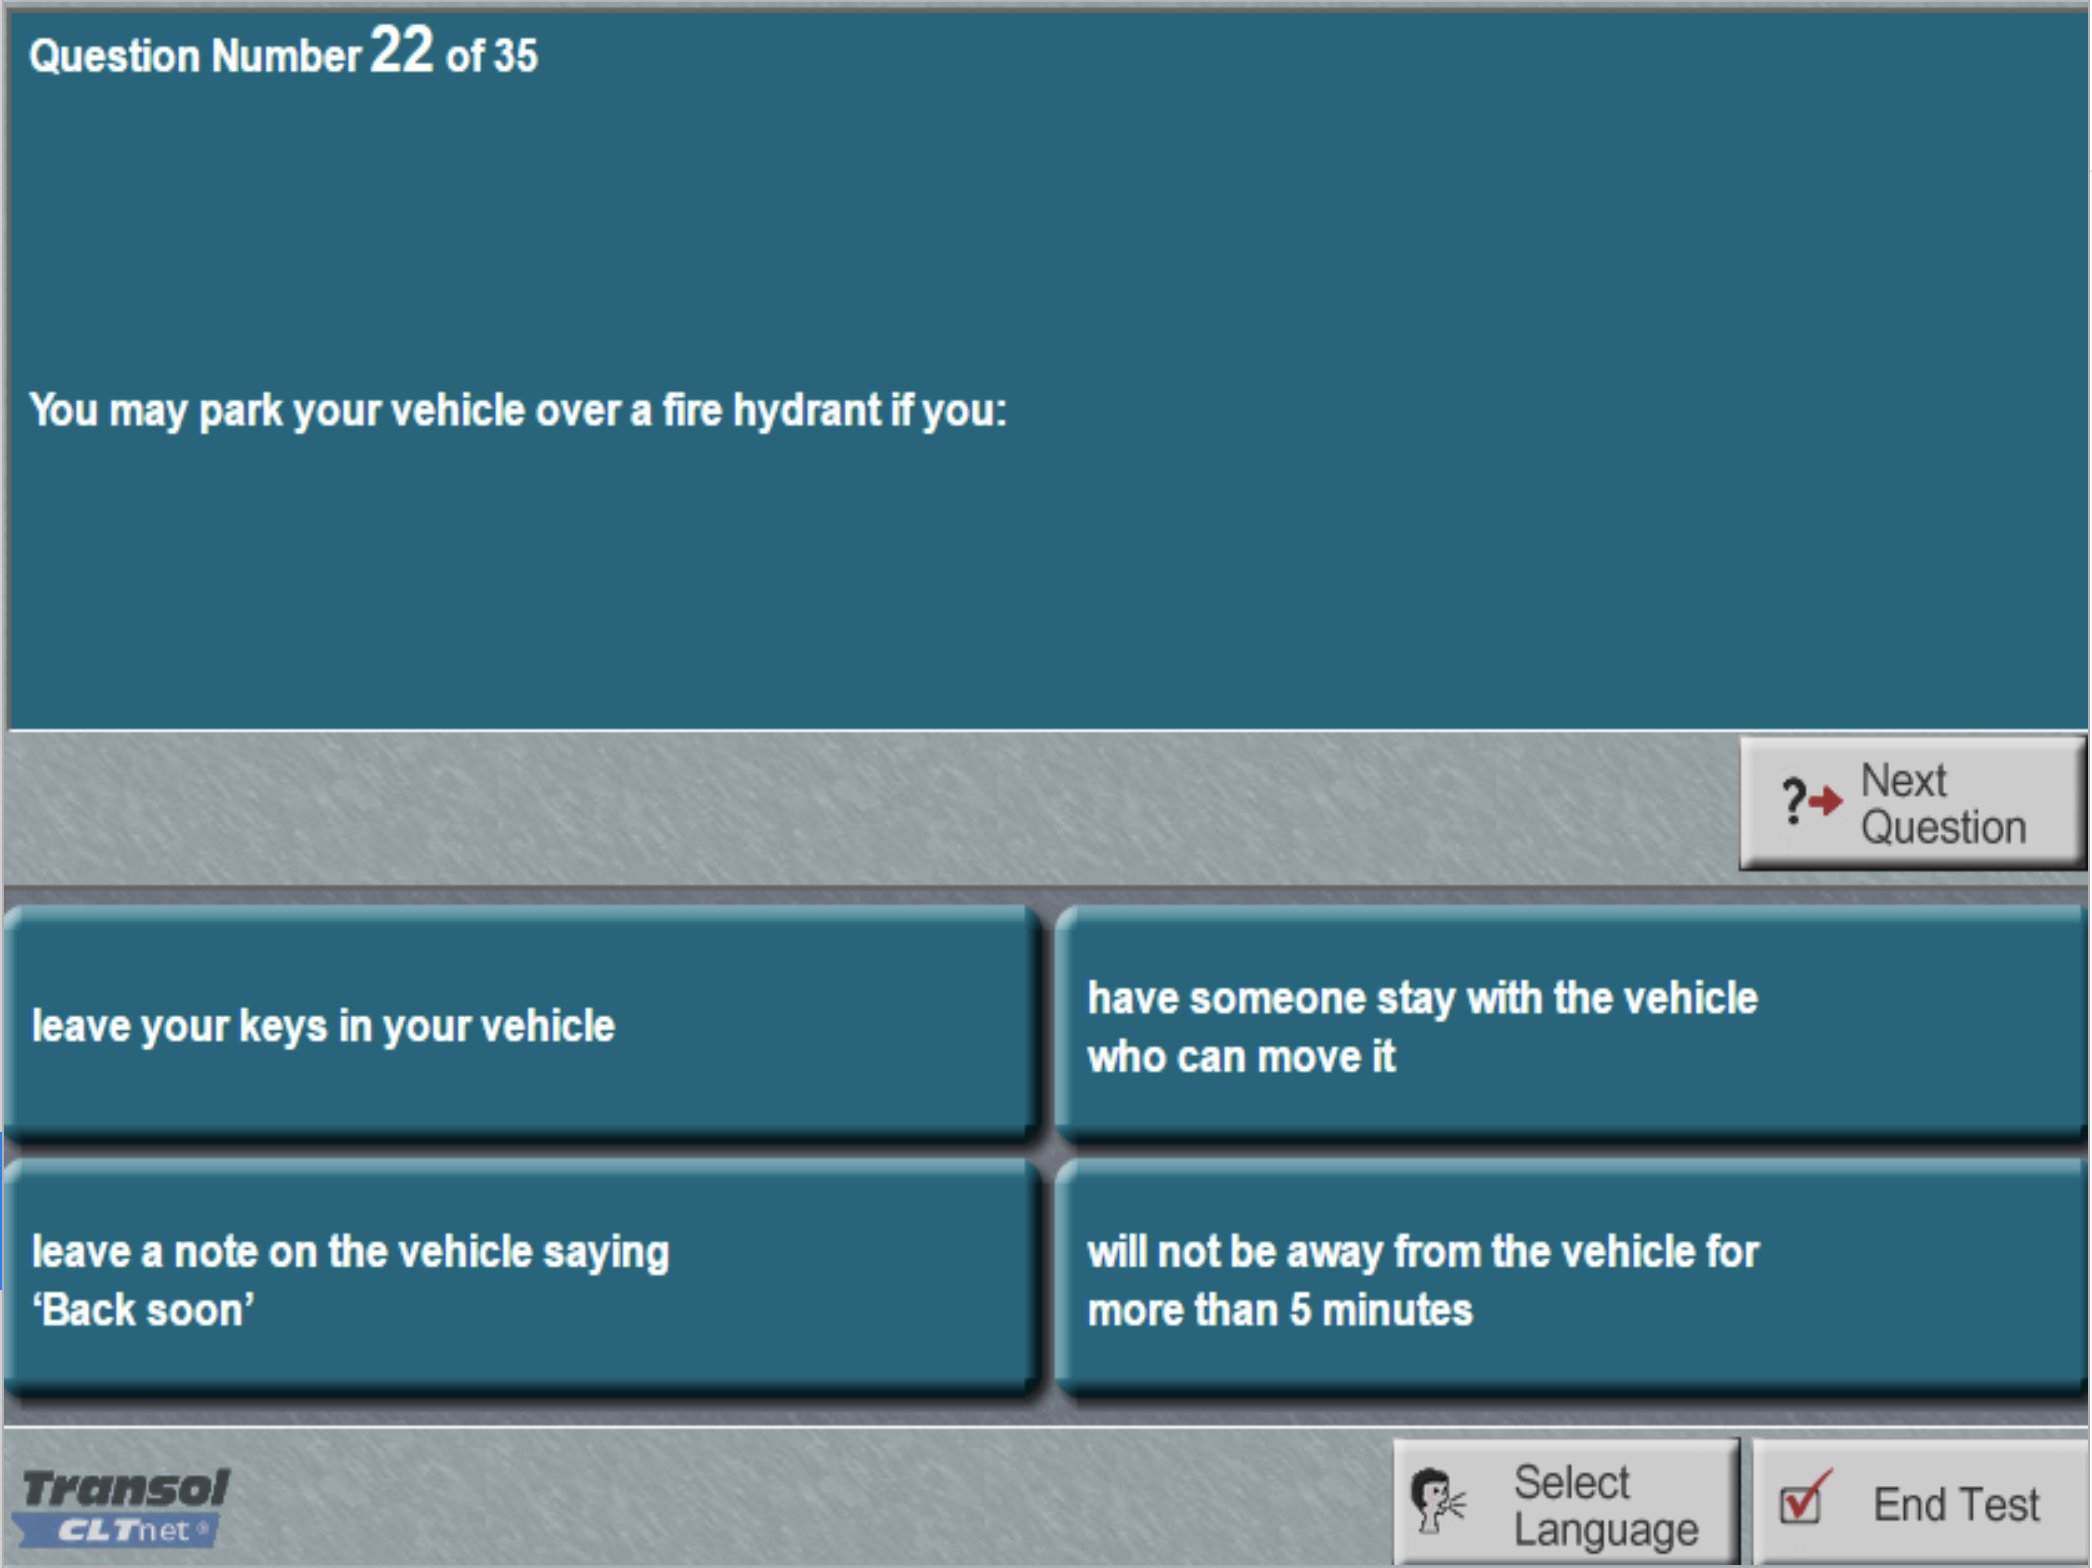 Question Number 22 of 35
You may park your vehicle over a fire hydrant if you:
? Next
Question
leave your keys in your vehicle
have someone stay with the vehicle
who can move it
leave a note on the vehicle saying
‘Back soon’
will not be away from the vehicle for
more than 5 minutes
Transol
CLTnet ®
Select
Language
End Test